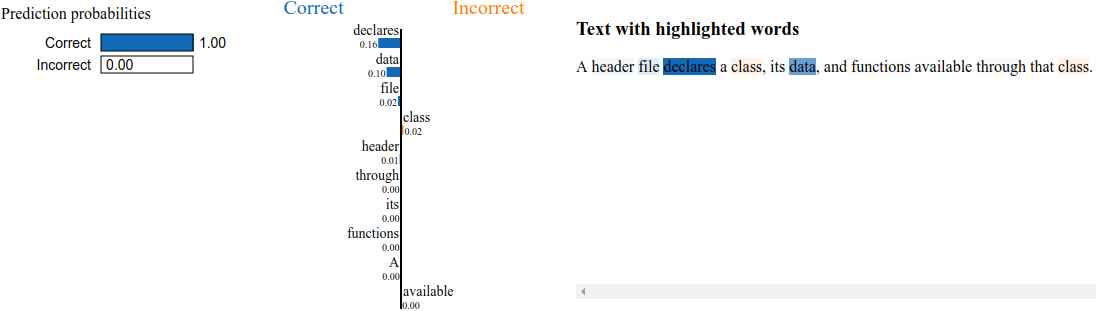 Prediction probabilities
Correct 1.00
Incorrect 0.00
Correct Incorrect
declares
0.16
data
0.10
file
0.02
class
0.02
header
0.01
through
0.00
its
0.00
functions
0.00
A
0.00
available
0.00
Text with highlighted words
A header file declares a class, its data, and functions available through that class.